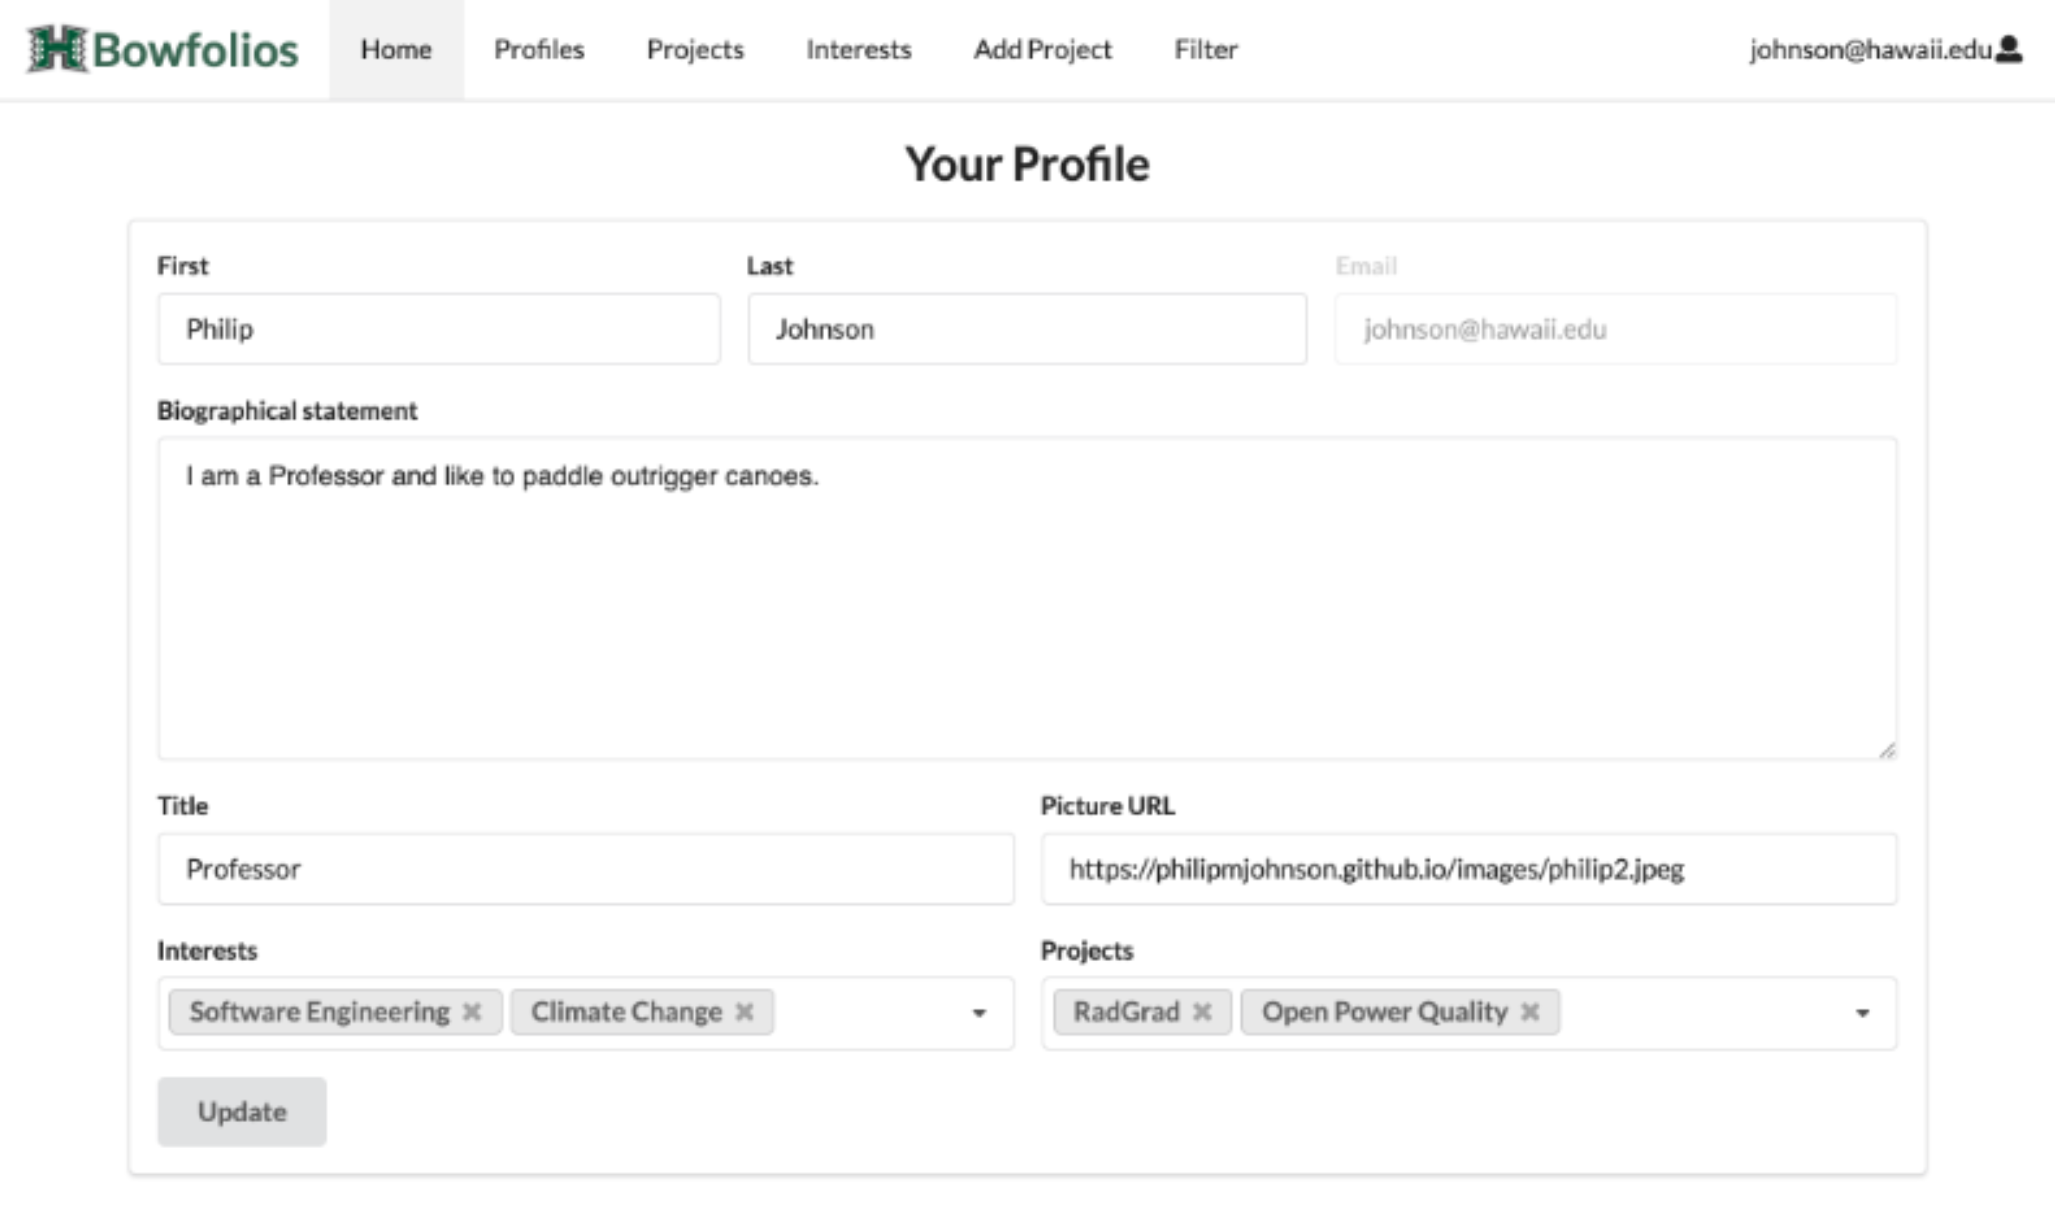 Bowfolios Home Profiles Projects Interests Add Project Filter johnson@hawaii.edu
Your Profile
First Last Email
Philip Johnson johnson@hawaii.edu
Biographical statement
I am a Professor and like to paddle outrigger canoes.
Title Picture URL
Professor https://philipmjohnson.github.io/images/philip2.jpeg
Interests Projects
Software Engineering Climate Change RadGrad Open Power Quality
Update